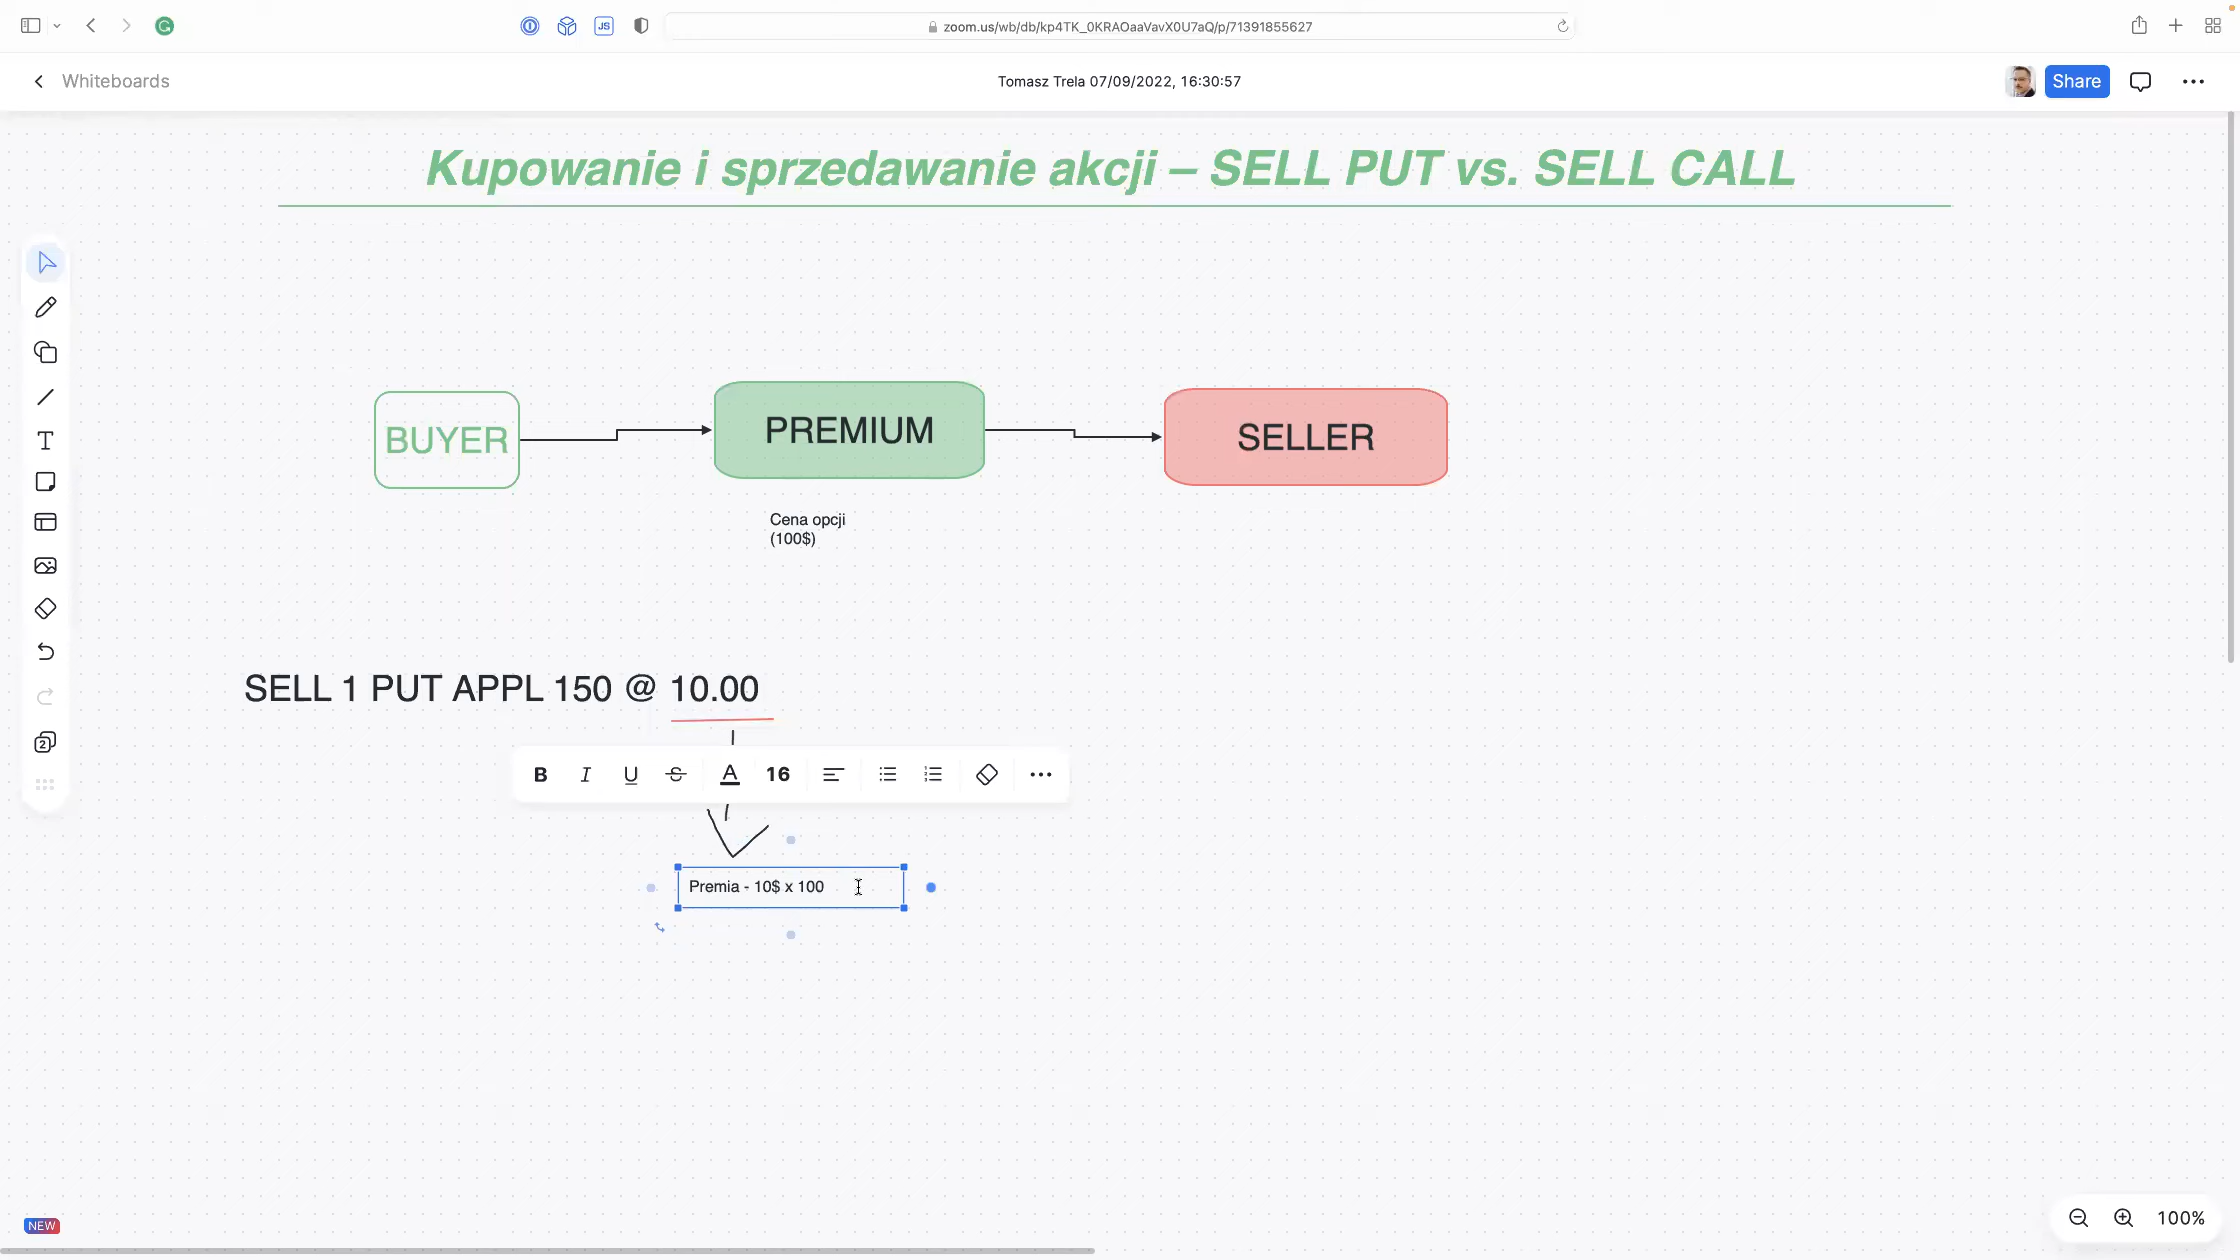 zoom.us/wb/db/kp4TK_0KRAOaaVavX0U7aQ/p/71391855627
JS
Whiteboards
Tomasz Trela 07/09/2022, 16:30:57
Share
Kupowanie i sprzedawanie akcji – SELL PUT vs. SELL CALL
BUYER
PREMIUM
SELLER
Cena opcji
(100$)
SELL 1 PUT APPL 150 @ 10.00
B I U S A 16
Premia - 10$ x 100
T
2
NEW
100%